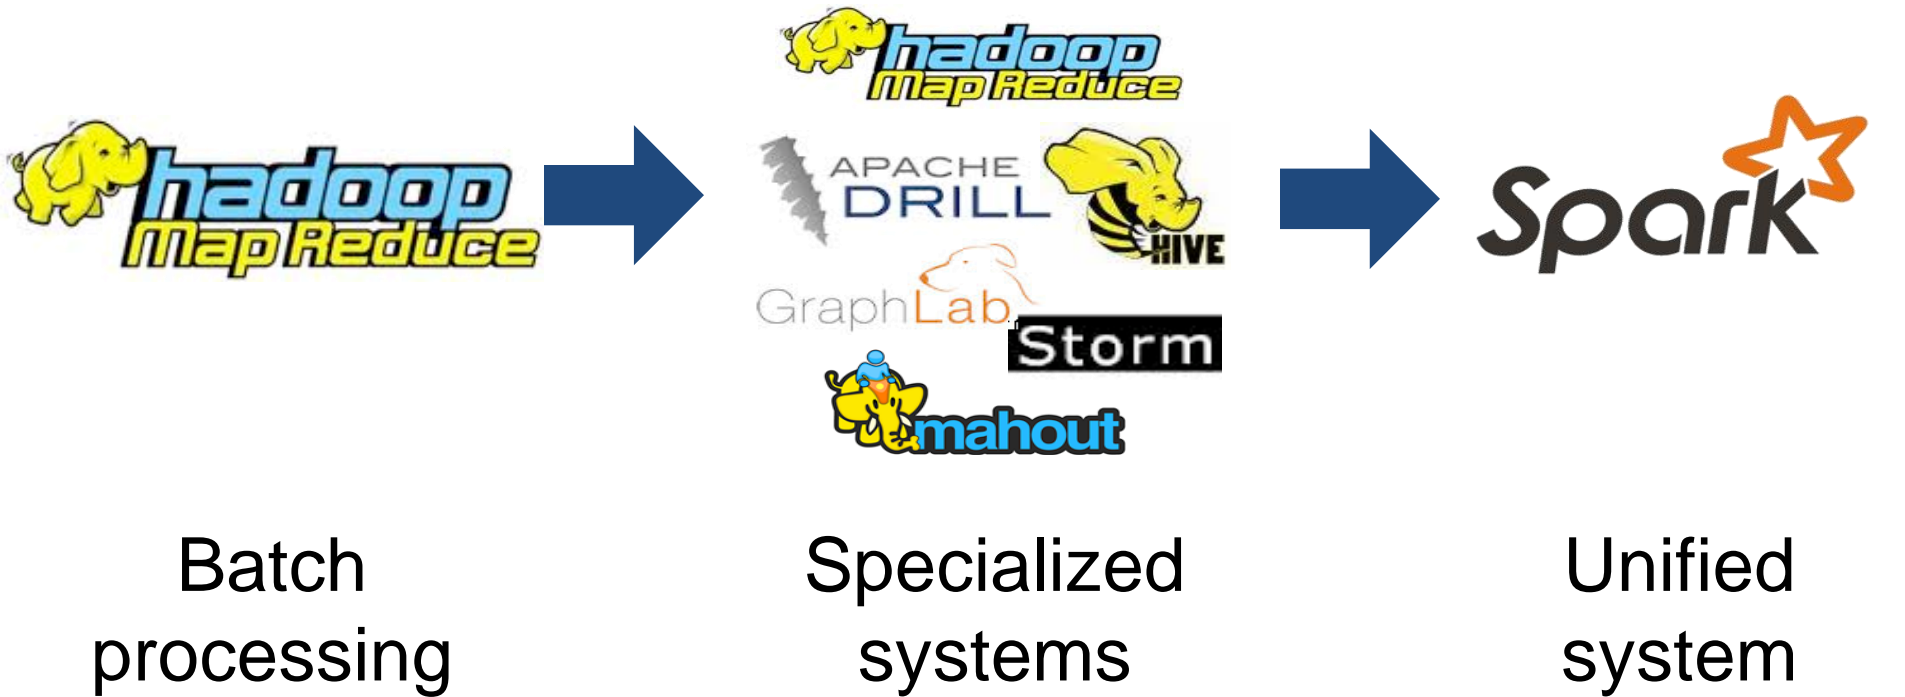 hadoop
Map Reduce
hadoop
Map Reduce
APACHE
DRILL
HIVE
GraphLab
Storm
mahout
Spark
Batch
processing
Specialized
systems
Unified
system